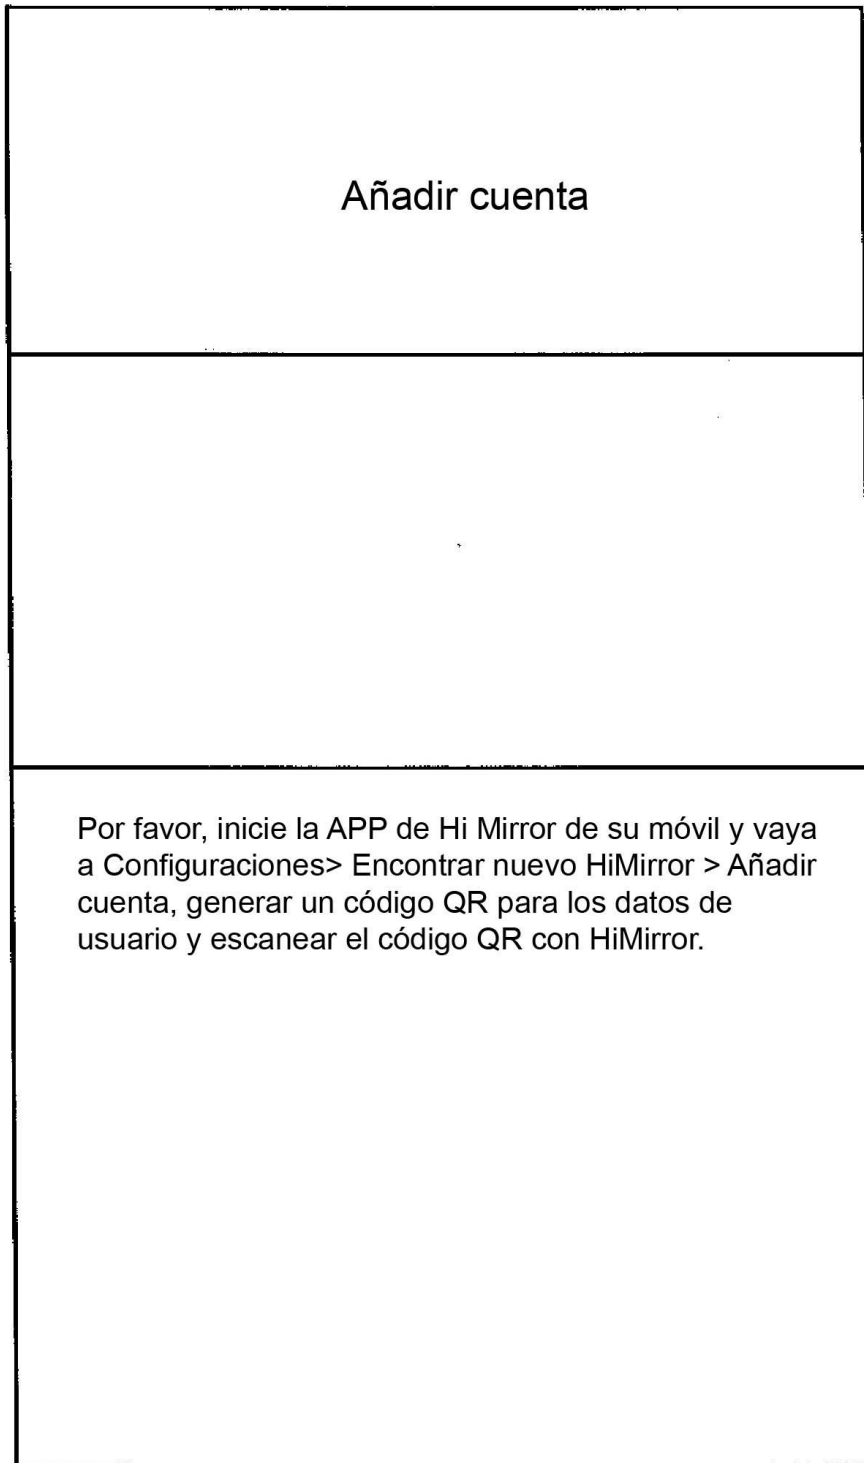 Añadir cuenta
Por favor, inicie la APP de Hi Mirror de su móvil y vaya
a Configuraciones> Encontrar nuevo HiMirror > Añadir
cuenta, generar un código QR para los datos de
usuario y escanear el código QR con HiMirror.